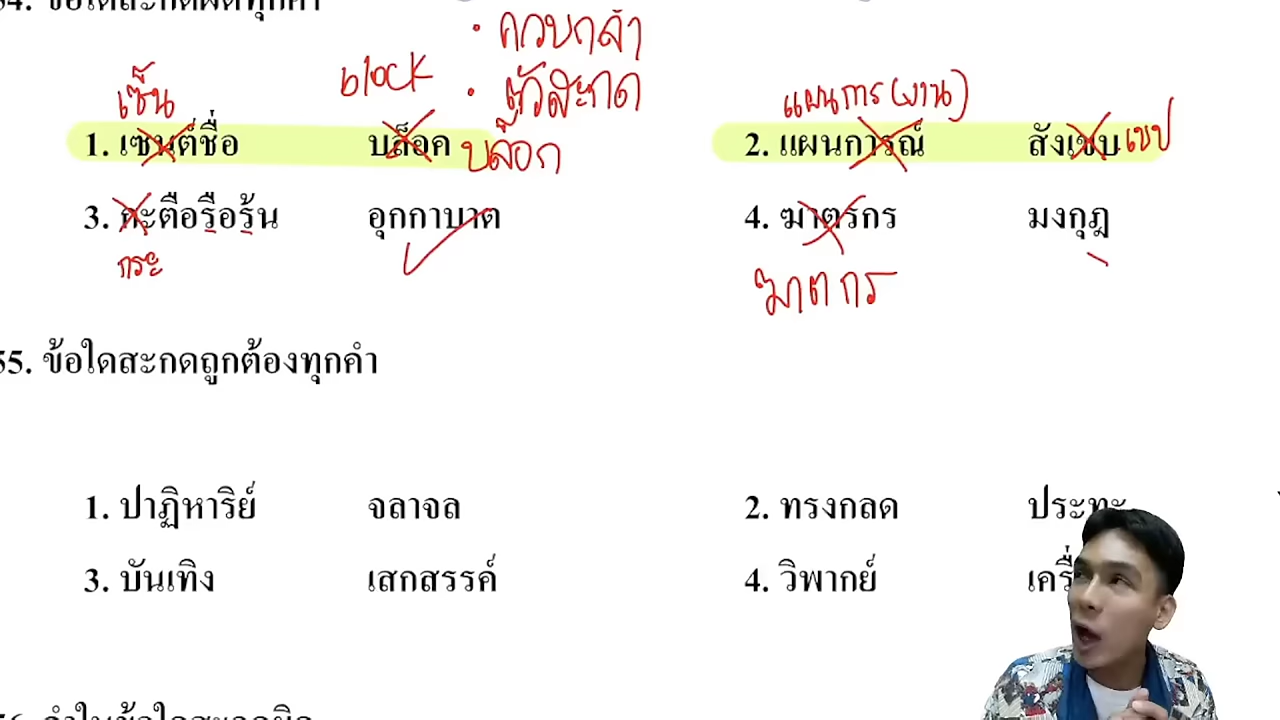 54. ข้อใดสะกดผิดทุกคำ
• ควบกล้ำ
เซ็น block • ตัวสะกด แผนการ(งาน)
1. เซนต์ชื่อ บล็อค บล็อก 2. แผนการณ์ สังเขบ เขป
3. กะตือรือร้น อุกกาบาต 4. ฆาตรกร มงกุฎ
กระ ฆาตกร
55. ข้อใดสะกดถูกต้องทุกคำ
1. ปาฏิหาริย์ จลาจล 2. ทรงกลด ประทะ
3. บันเทิง เสกสรรค์ 4. วิพากย์